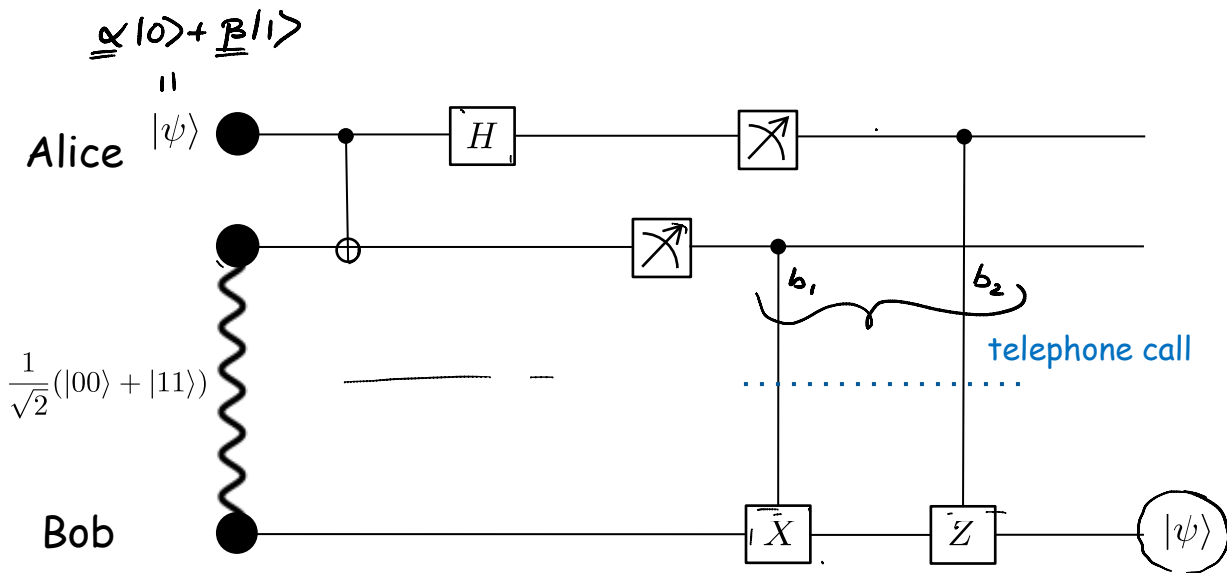 α|0⟩+ β|1⟩
=
Alice |ψ⟩
H
b₁ b₂
telephone call
1/√2(|00⟩ + |11⟩)
Bob
X Z |ψ⟩